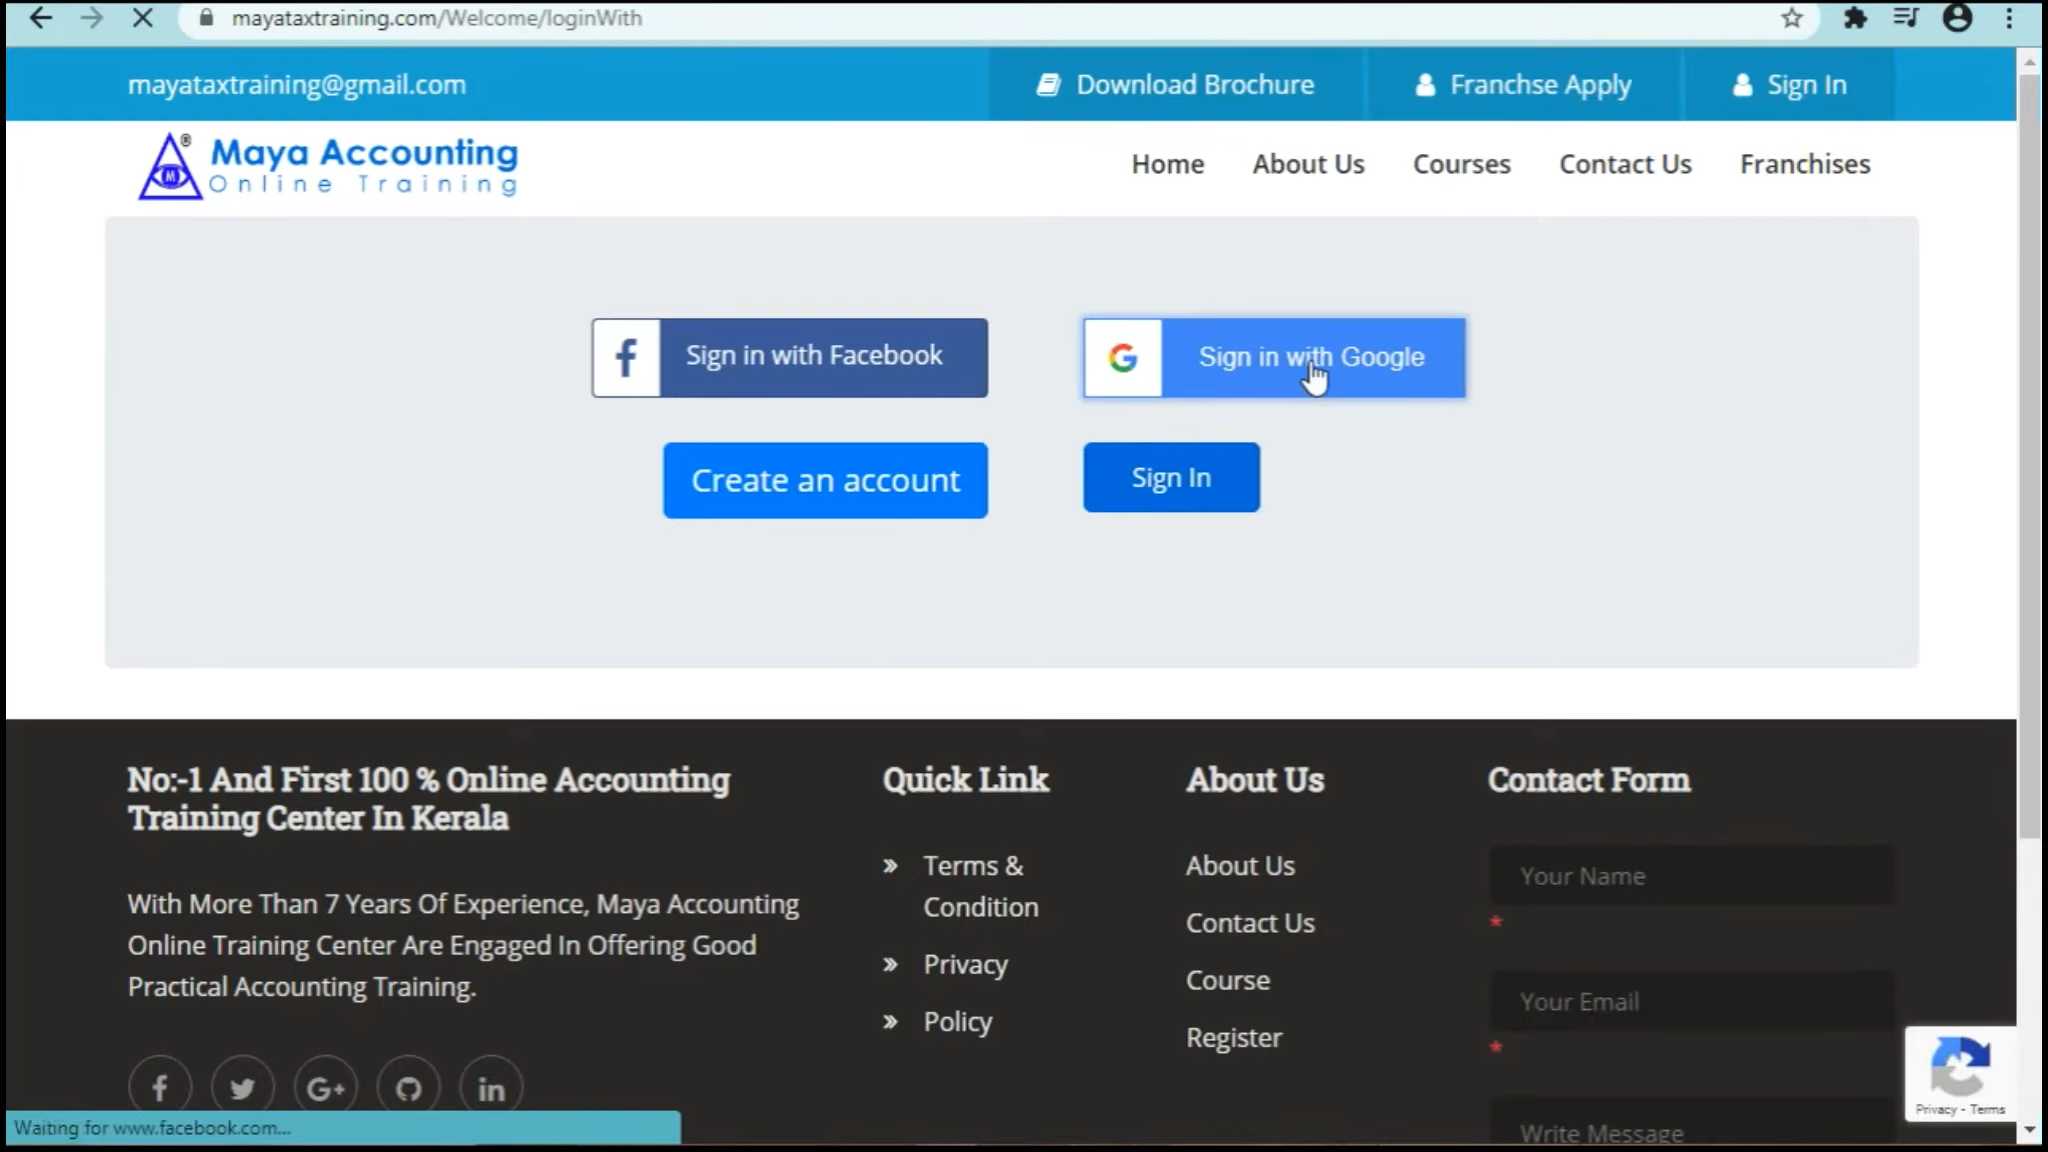 mayataxtraining.com/Welcome/loginWith
mayataxtraining@gmail.com
Download Brochure
Franchse Apply
Sign In
M ®
Maya Accounting
Online Training
Home
About Us
Courses
Contact Us
Franchises
f
Sign in with Facebook
G
Sign in with Google
Create an account
Sign In
No:-1 And First 100 % Online Accounting
Training Center In Kerala
With More Than 7 Years Of Experience, Maya Accounting
Online Training Center Are Engaged In Offering Good
Practical Accounting Training.
f
G+
in
Quick Link
» Terms &
Condition
» Privacy
» Policy
About Us
About Us
Contact Us
Course
Register
Contact Form
Your Name
*
Your Email
*
Write Message
Privacy - Terms
Waiting for www.facebook.com...